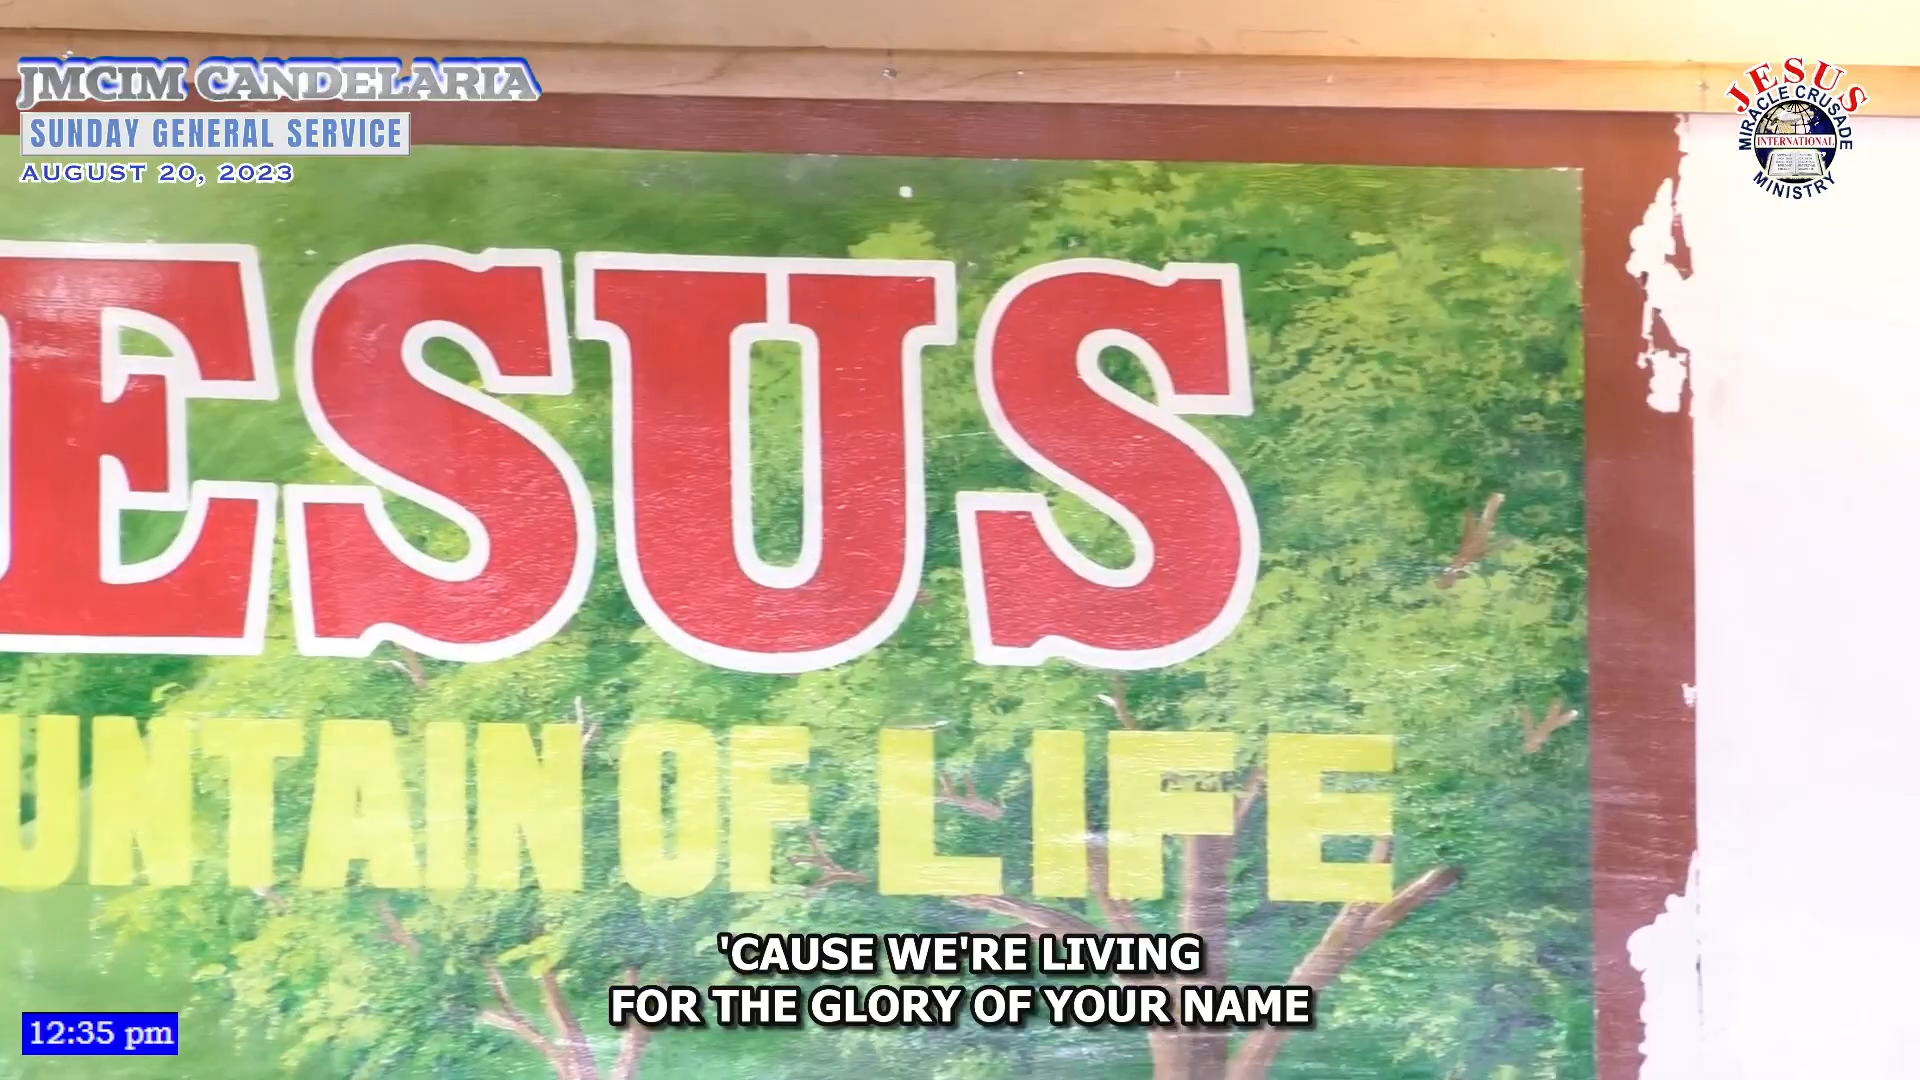 JMCIM CANDELARIA
SUNDAY GENERAL SERVICE
AUGUST 20, 2023
JESUS
MIRACLE CRUSADE
INTERNATIONAL
MINISTRY
ESUS
UNTAIN OF LIFE
'CAUSE WE'RE LIVING
FOR THE GLORY OF YOUR NAME
12:35 pm